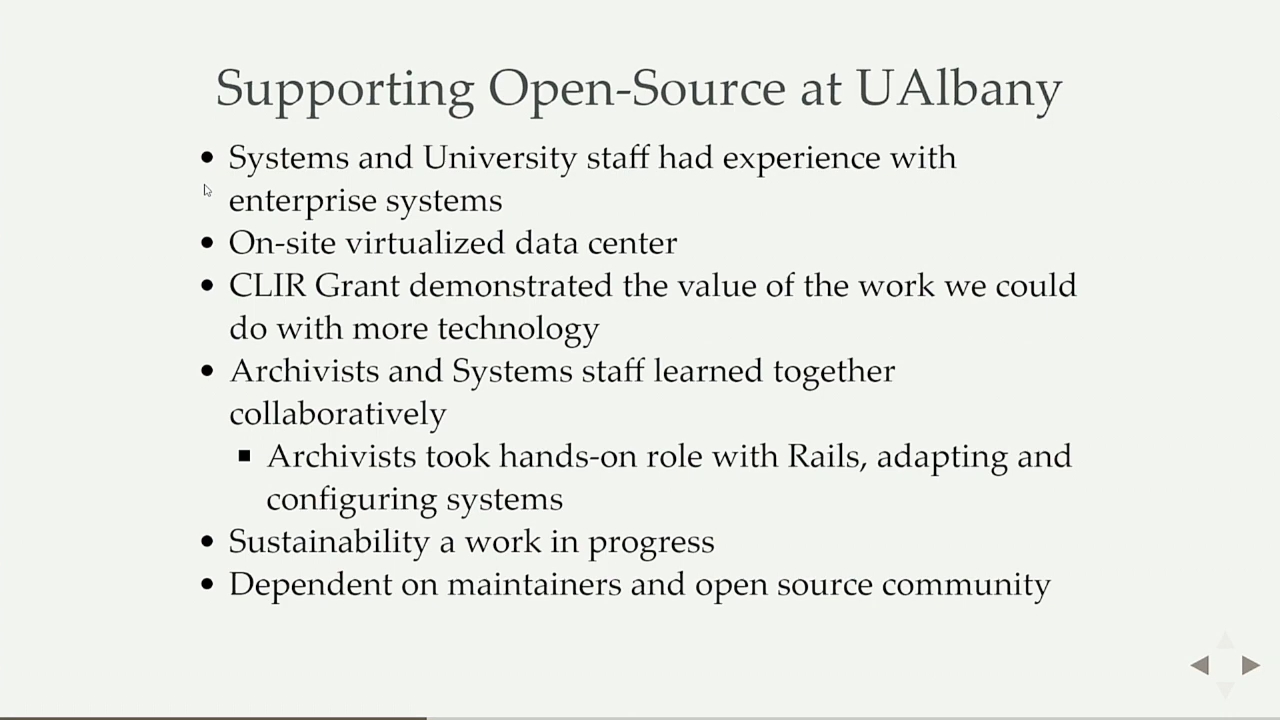 Supporting Open-Source at UAlbany
• Systems and University staff had experience with
enterprise systems
• On-site virtualized data center
• CLIR Grant demonstrated the value of the work we could
do with more technology
• Archivists and Systems staff learned together
collaboratively
▪ Archivists took hands-on role with Rails, adapting and
configuring systems
• Sustainability a work in progress
• Dependent on maintainers and open source community